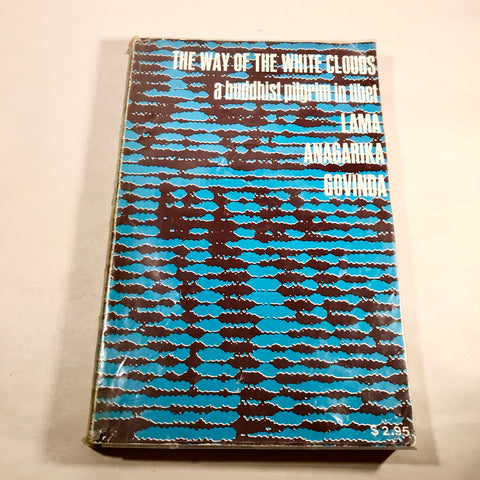 THE WAY OF THE WHITE CLOUDS
a buddhist pilgrim in tibet
LAMA
ANAGARIKA
GOVINDA
$2.95